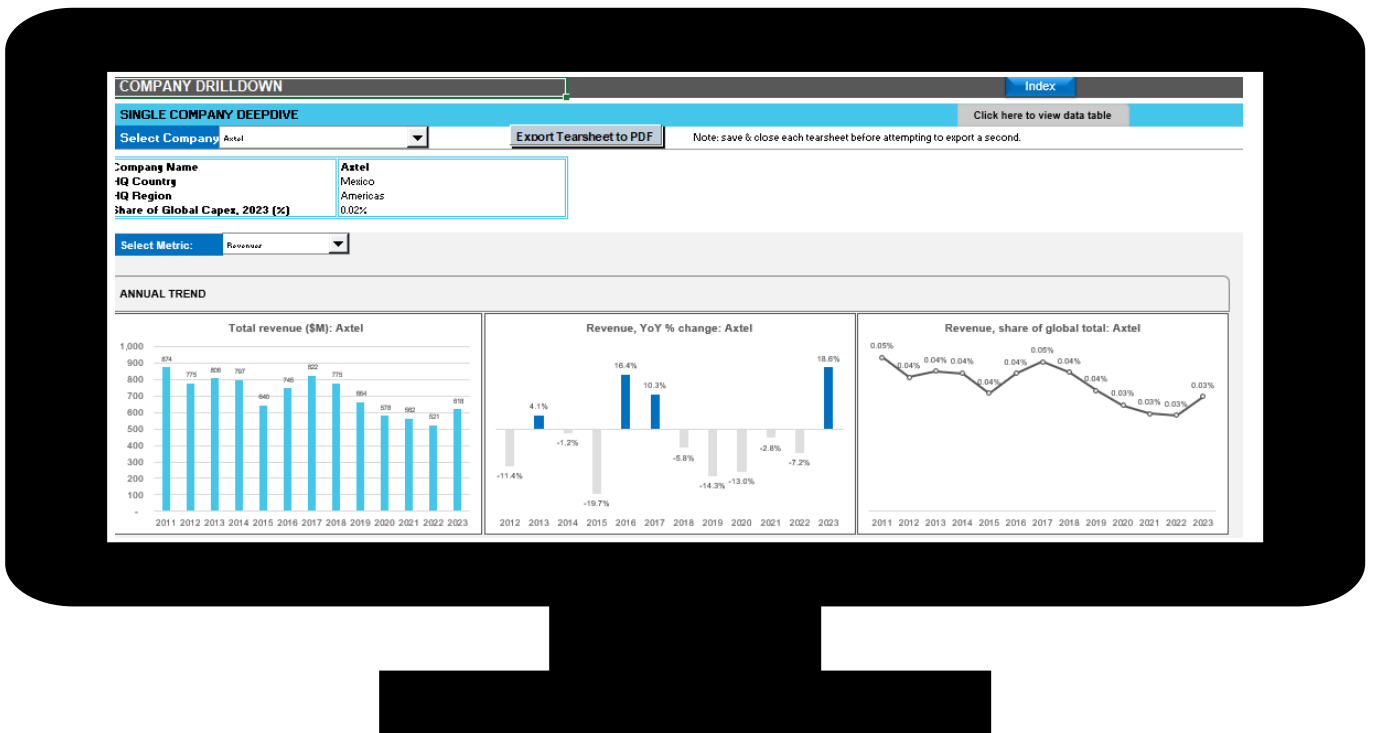 COMPANY DRILLDOWN
Index
SINGLE COMPANY DEEPDIVE
Click here to view data table
Select Company
Axtel
Export Tearsheet to PDF
Note: save & close each tearsheet before attempting to export a second.
Company Name Axtel
HQ Country Mexico
HQ Region Americas
Share of Global Capex, 2023 (%) 0.02%
Select Metric:
Revenues
ANNUAL TREND
Total revenue ($M): Axtel
1,000
900
800
700
600
500
400
300
200
100
-
874 775 808 797 640 746 822 775 664 578 562 521 618
2011 2012 2013 2014 2015 2016 2017 2018 2019 2020 2021 2022 2023
Revenue, YoY % change: Axtel
-11.4% 4.1% -1.2% -19.7% 16.4% 10.3% -5.8% -14.3% -13.0% -2.8% -7.2% 18.6%
2012 2013 2014 2015 2016 2017 2018 2019 2020 2021 2022 2023
Revenue, share of global total: Axtel
0.05% 0.04% 0.04% 0.04% 0.04% 0.04% 0.05% 0.04% 0.04% 0.03% 0.03% 0.03% 0.03%
2011 2012 2013 2014 2015 2016 2017 2018 2019 2020 2021 2022 2023